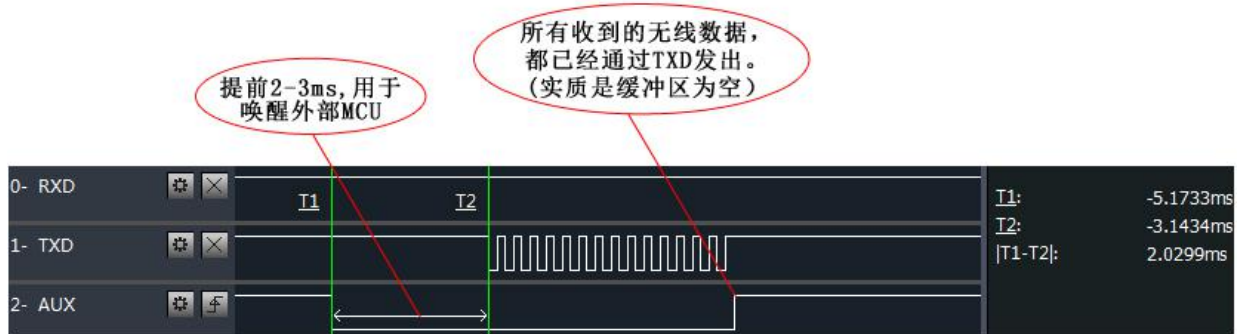 所有收到的无线数据，
都已经通过TXD发出。
(实质是缓冲区为空)
提前2-3ms,用于
唤醒外部MCU
0- RXD
T1
T2
1- TXD
2- AUX
T1: -5.1733ms
T2: -3.1434ms
|T1-T2|: 2.0299ms